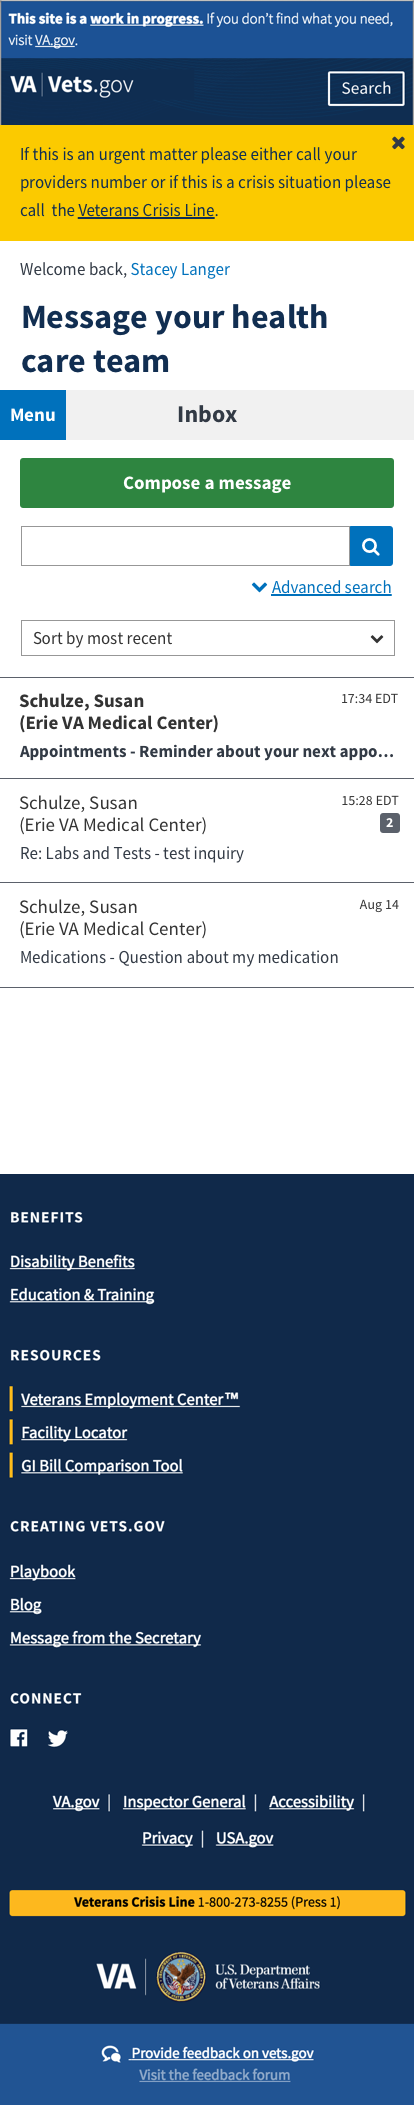 This site is a work in progress. If you don't find what you need,
visit VA.gov.
VA | Vets.gov
Search
If this is an urgent matter please either call your
providers number or if this is a crisis situation please
call the Veterans Crisis Line.
Welcome back, Stacey Langer
Message your health
care team
Menu
Inbox
Compose a message
Advanced search
Sort by most recent
Schulze, Susan
17:34 EDT
(Erie VA Medical Center)
Appointments - Reminder about your next appo...
Schulze, Susan
15:28 EDT
(Erie VA Medical Center)
2
Re: Labs and Tests - test inquiry
Schulze, Susan
Aug 14
(Erie VA Medical Center)
Medications - Question about my medication
BENEFITS
Disability Benefits
Education & Training
RESOURCES
Veterans Employment Center™
Facility Locator
GI Bill Comparison Tool
CREATING VETS.GOV
Playbook
Blog
Message from the Secretary
CONNECT
VA.gov | Inspector General | Accessibility |
Privacy | USA.gov
Veterans Crisis Line 1-800-273-8255 (Press 1)
VA
U.S. Department
of Veterans Affairs
Provide feedback on vets.gov
Visit the feedback forum